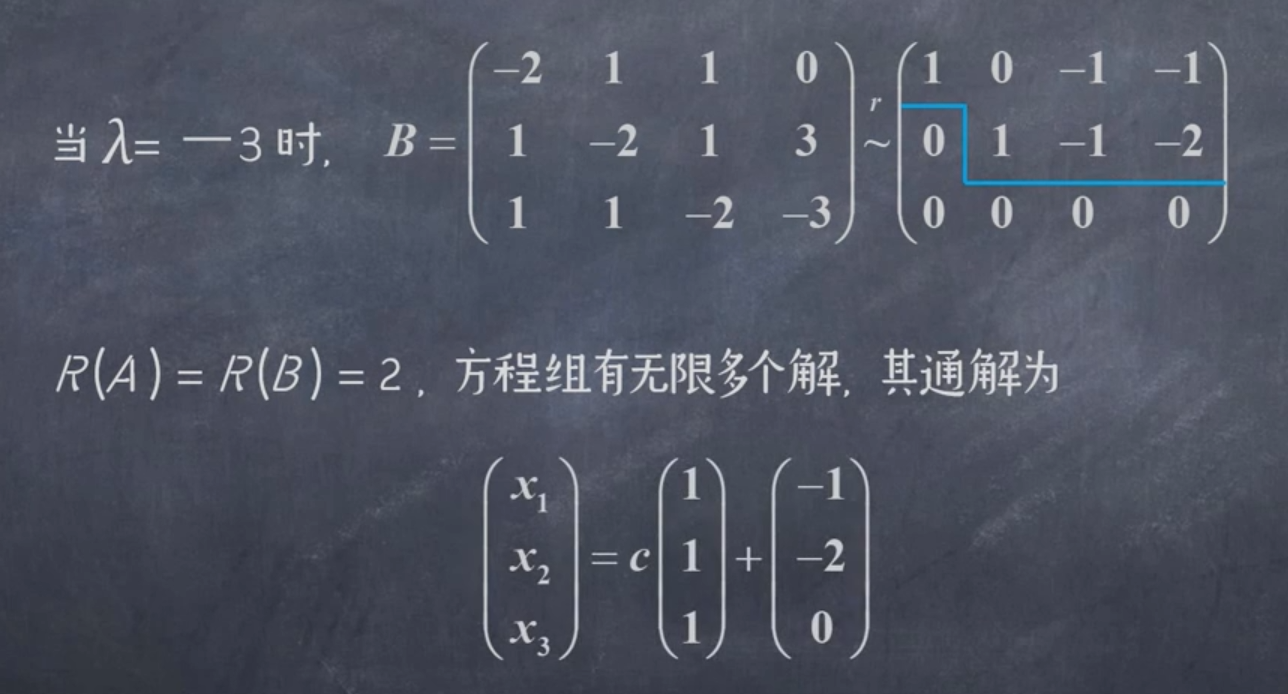 当 λ= −3 时, B = \begin{pmatrix} -2 & 1 & 1 & 0 \\ 1 & -2 & 1 & 3 \\ 1 & 1 & -2 & -3 \end{pmatrix} \overset{r}{\sim} \begin{pmatrix} 1 & 0 & -1 & -1 \\ 0 & 1 & -1 & -2 \\ 0 & 0 & 0 & 0 \end{pmatrix}
R(A) = R(B) = 2 , 方程组有无限多个解, 其通解为
\begin{pmatrix} x_1 \\ x_2 \\ x_3 \end{pmatrix} = c \begin{pmatrix} 1 \\ 1 \\ 1 \end{pmatrix} + \begin{pmatrix} -1 \\ -2 \\ 0 \end{pmatrix}